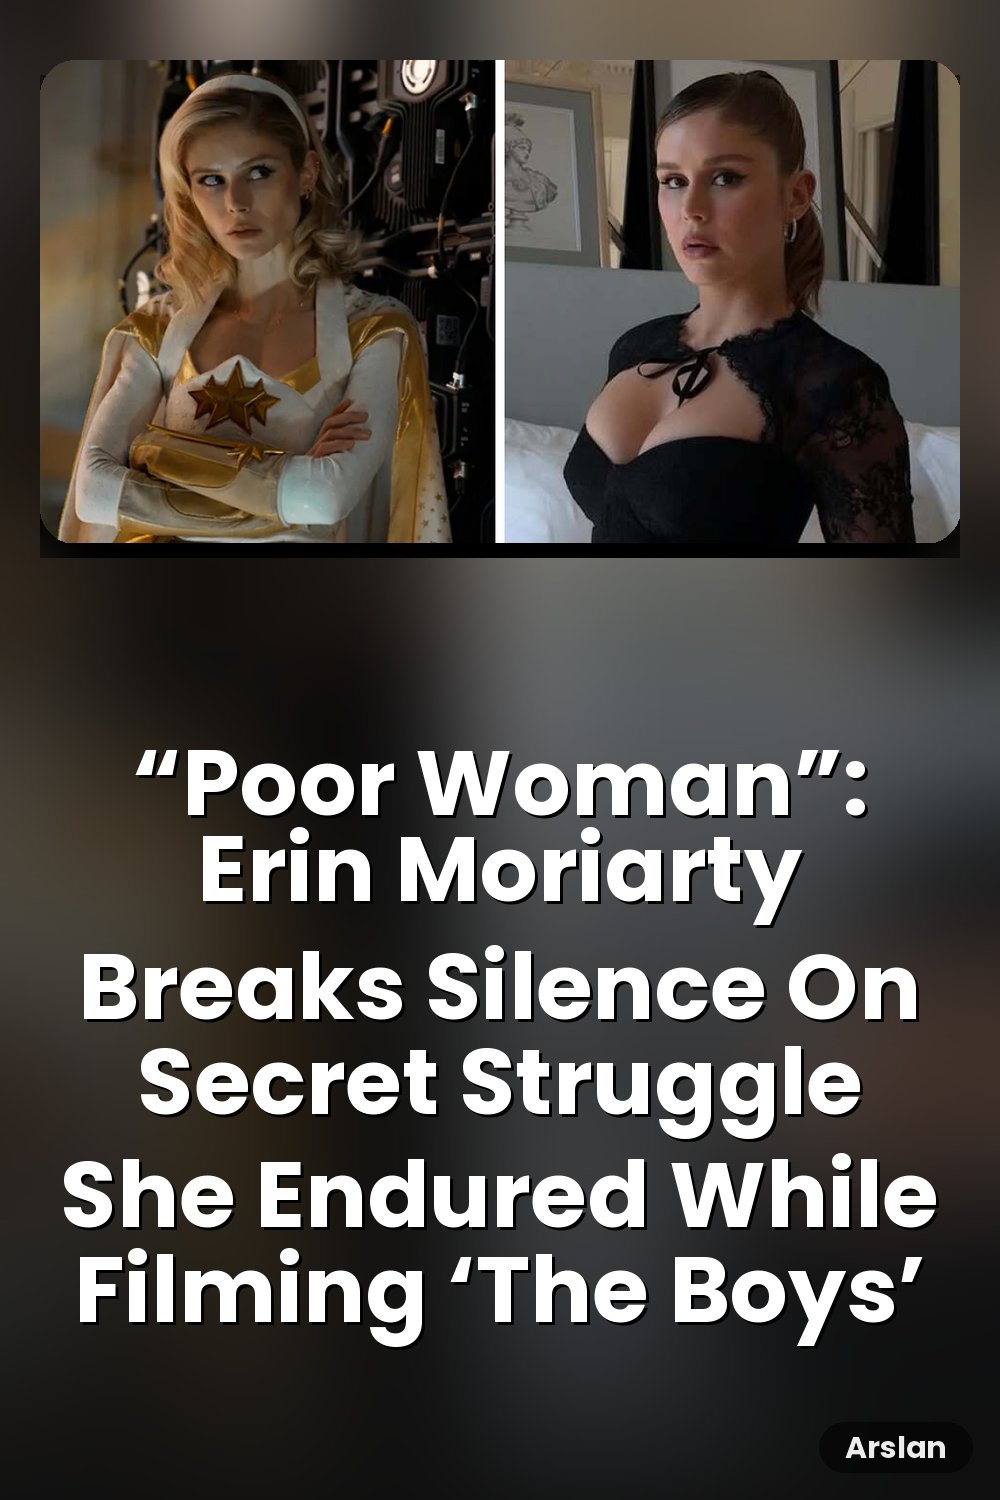 “Poor Woman”:
Erin Moriarty
Breaks Silence On
Secret Struggle
She Endured While
Filming ‘The Boys’
Arslan